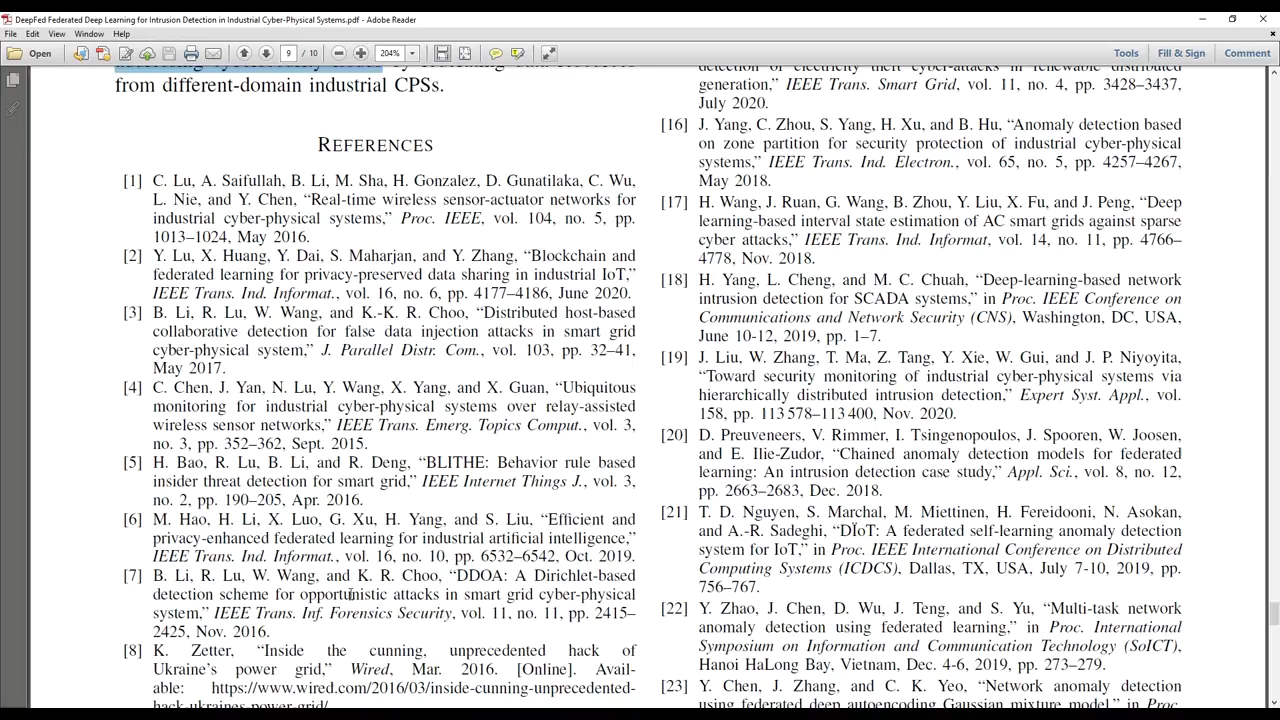 DeepFed Federated Deep Learning for Intrusion Detection in Industrial Cyber-Physical Systems.pdf - Adobe Reader
File Edit View Window Help
Open
9 / 10
204%
Tools
Fill & Sign
Comment
from different-domain industrial CPSs.
REFERENCES
[1] C. Lu, A. Saifullah, B. Li, M. Sha, H. Gonzalez, D. Gunatilaka, C. Wu,
L. Nie, and Y. Chen, “Real-time wireless sensor-actuator networks for
industrial cyber-physical systems,” Proc. IEEE, vol. 104, no. 5, pp.
1013–1024, May 2016.
[2] Y. Lu, X. Huang, Y. Dai, S. Maharjan, and Y. Zhang, “Blockchain and
federated learning for privacy-preserved data sharing in industrial IoT,”
IEEE Trans. Ind. Informat., vol. 16, no. 6, pp. 4177–4186, June 2020.
[3] B. Li, R. Lu, W. Wang, and K.-K. R. Choo, “Distributed host-based
collaborative detection for false data injection attacks in smart grid
cyber-physical system,” J. Parallel Distr. Com., vol. 103, pp. 32–41,
May 2017.
[4] C. Chen, J. Yan, N. Lu, Y. Wang, X. Yang, and X. Guan, “Ubiquitous
monitoring for industrial cyber-physical systems over relay-assisted
wireless sensor networks,” IEEE Trans. Emerg. Topics Comput., vol. 3,
no. 3, pp. 352–362, Sept. 2015.
[5] H. Bao, R. Lu, B. Li, and R. Deng, “BLITHE: Behavior rule based
insider threat detection for smart grid,” IEEE Internet Things J., vol. 3,
no. 2, pp. 190–205, Apr. 2016.
[6] M. Hao, H. Li, X. Luo, G. Xu, H. Yang, and S. Liu, “Efficient and
privacy-enhanced federated learning for industrial artificial intelligence,”
IEEE Trans. Ind. Informat., vol. 16, no. 10, pp. 6532–6542, Oct. 2019.
[7] B. Li, R. Lu, W. Wang, and K. R. Choo, “DDOA: A Dirichlet-based
detection scheme for opportunistic attacks in smart grid cyber-physical
system,” IEEE Trans. Inf. Forensics Security, vol. 11, no. 11, pp. 2415–
2425, Nov. 2016.
[8] K. Zetter, “Inside the cunning, unprecedented hack of
Ukraine’s power grid,” Wired, Mar. 2016. [Online]. Avail-
able: https://www.wired.com/2016/03/inside-cunning-unprecedented-
hack-ukraines-power-grid/
detection of electricity theft cyber-attacks in renewable distributed
generation,” IEEE Trans. Smart Grid, vol. 11, no. 4, pp. 3428–3437,
July 2020.
[16] J. Yang, C. Zhou, S. Yang, H. Xu, and B. Hu, “Anomaly detection based
on zone partition for security protection of industrial cyber-physical
systems,” IEEE Trans. Ind. Electron., vol. 65, no. 5, pp. 4257–4267,
May 2018.
[17] H. Wang, J. Ruan, G. Wang, B. Zhou, Y. Liu, X. Fu, and J. Peng, “Deep
learning-based interval state estimation of AC smart grids against sparse
cyber attacks,” IEEE Trans. Ind. Informat, vol. 14, no. 11, pp. 4766–
4778, Nov. 2018.
[18] H. Yang, L. Cheng, and M. C. Chuah, “Deep-learning-based network
intrusion detection for SCADA systems,” in Proc. IEEE Conference on
Communications and Network Security (CNS), Washington, DC, USA,
June 10-12, 2019, pp. 1–7.
[19] J. Liu, W. Zhang, T. Ma, Z. Tang, Y. Xie, W. Gui, and J. P. Niyoyita,
“Toward security monitoring of industrial cyber-physical systems via
hierarchically distributed intrusion detection,” Expert Syst. Appl., vol.
158, pp. 113 578–113 400, Nov. 2020.
[20] D. Preuveneers, V. Rimmer, I. Tsingenopoulos, J. Spooren, W. Joosen,
and E. Ilie-Zudor, “Chained anomaly detection models for federated
learning: An intrusion detection case study,” Appl. Sci., vol. 8, no. 12,
pp. 2663–2683, Dec. 2018.
[21] T. D. Nguyen, S. Marchal, M. Miettinen, H. Fereidooni, N. Asokan,
and A.-R. Sadeghi, “DÏoT: A federated self-learning anomaly detection
system for IoT,” in Proc. IEEE International Conference on Distributed
Computing Systems (ICDCS), Dallas, TX, USA, July 7-10, 2019, pp.
756–767.
[22] Y. Zhao, J. Chen, D. Wu, J. Teng, and S. Yu, “Multi-task network
anomaly detection using federated learning,” in Proc. International
Symposium on Information and Communication Technology (SoICT),
Hanoi HaLong Bay, Vietnam, Dec. 4-6, 2019, pp. 273–279.
[23] Y. Chen, J. Zhang, and C. K. Yeo, “Network anomaly detection
using federated deep autoencoding Gaussian mixture model,” in Proc.